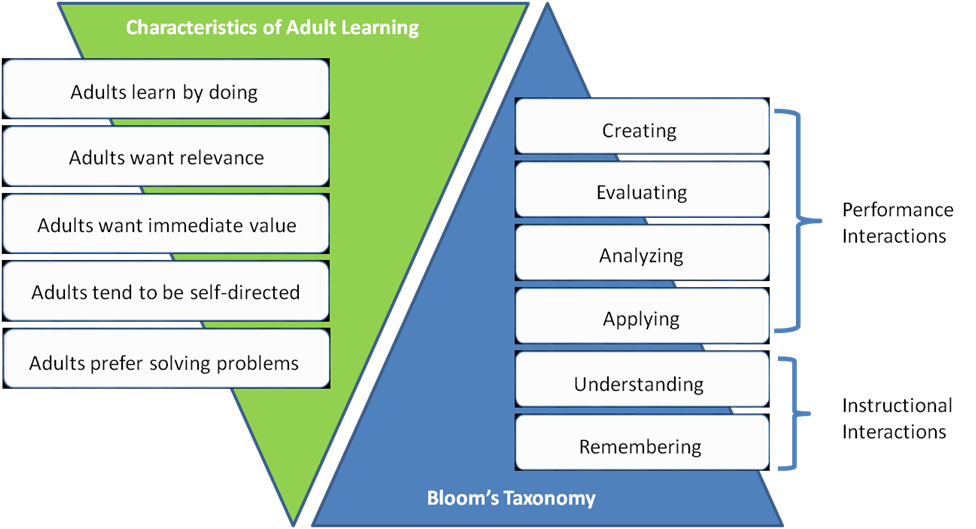 Characteristics of Adult Learning
Adults learn by doing
Adults want relevance
Adults want immediate value
Adults tend to be self-directed
Adults prefer solving problems
Creating
Evaluating
Analyzing
Applying
Understanding
Remembering
Performance
Interactions
Instructional
Interactions
Bloom's Taxonomy